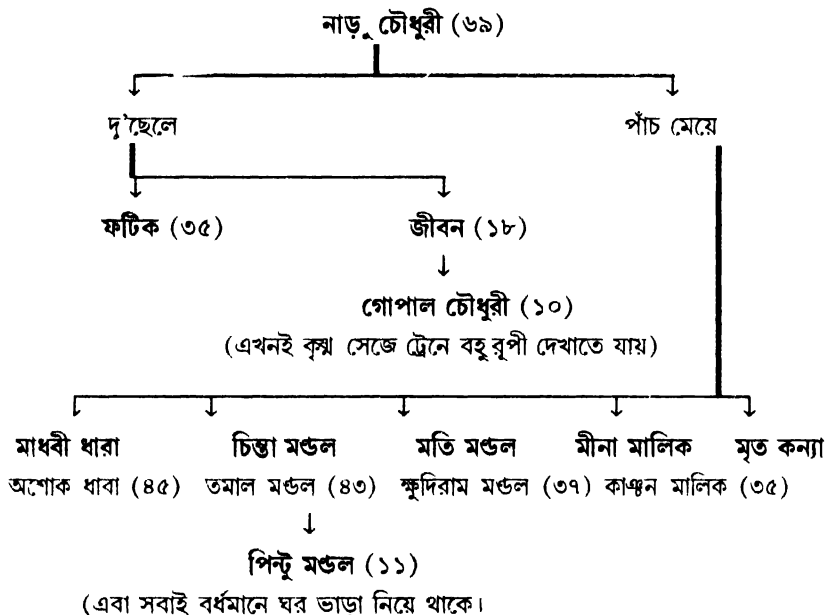 নাড়ু চৌধুরী (৬৯)
দু'ছেলে পাঁচ মেয়ে
ফটিক (৩৫) জীবন (১৮)
গোপাল চৌধুরী (১০)
(এখনই কৃষ্ণ সেজে ট্রেনে বহুরূপী দেখাতে যায়)
মাধবী ধারা চিন্তা মণ্ডল মতি মণ্ডল মীনা মালিক মৃত কন্যা
অশোক ধাবা (৪৫) তমাল মণ্ডল (৪৩) ক্ষুদিরাম মণ্ডল (৩৭) কাঞ্চন মালিক (৩৫)
পিন্টু মণ্ডল (১১)
(এবা সবাই বর্ধমানে ঘর ভাডা নিয়ে থাকে।